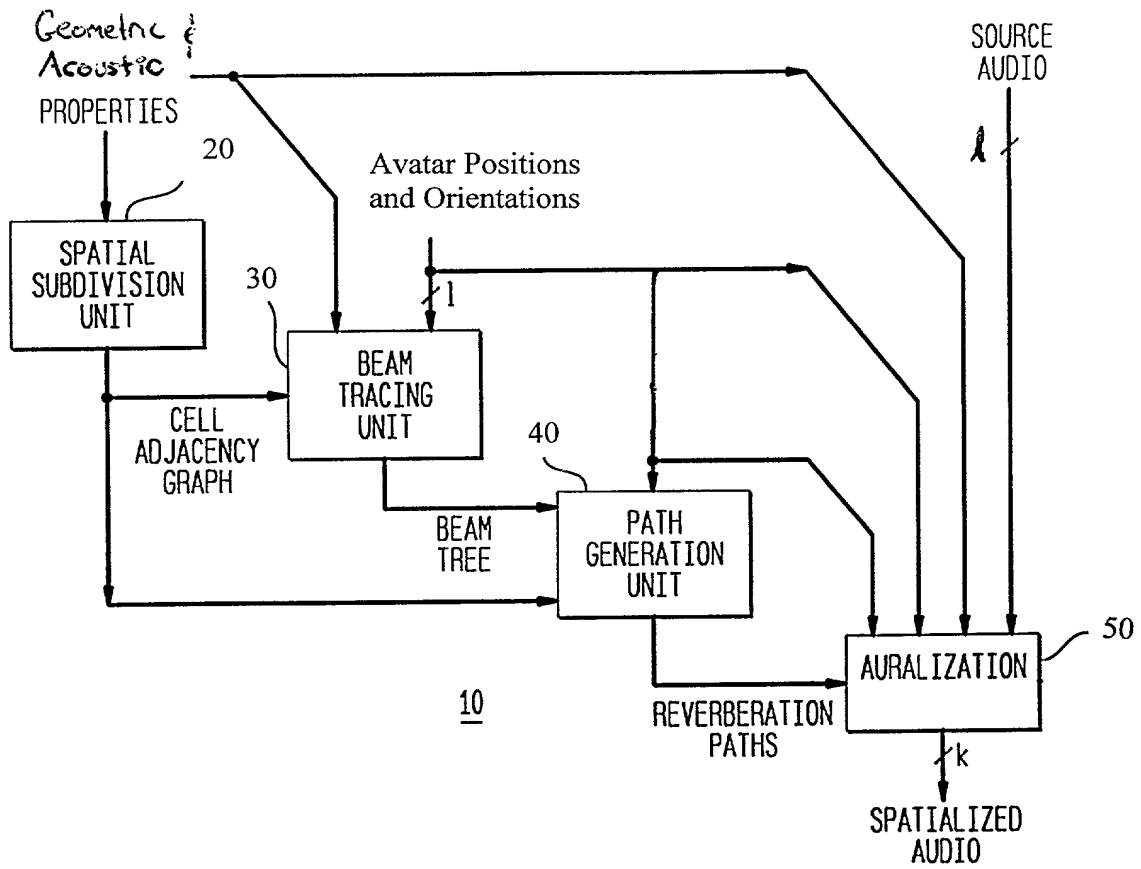 Geometric &
Acoustic
PROPERTIES
SOURCE
AUDIO
l
20
Avatar Positions
and Orientations
SPATIAL
SUBDIVISION
UNIT
30
l
BEAM
TRACING
UNIT
CELL
ADJACENCY
GRAPH
40
BEAM
TREE
PATH
GENERATION
UNIT
50
AURALIZATION
10
REVERBERATION
PATHS
k
SPATIALIZED
AUDIO